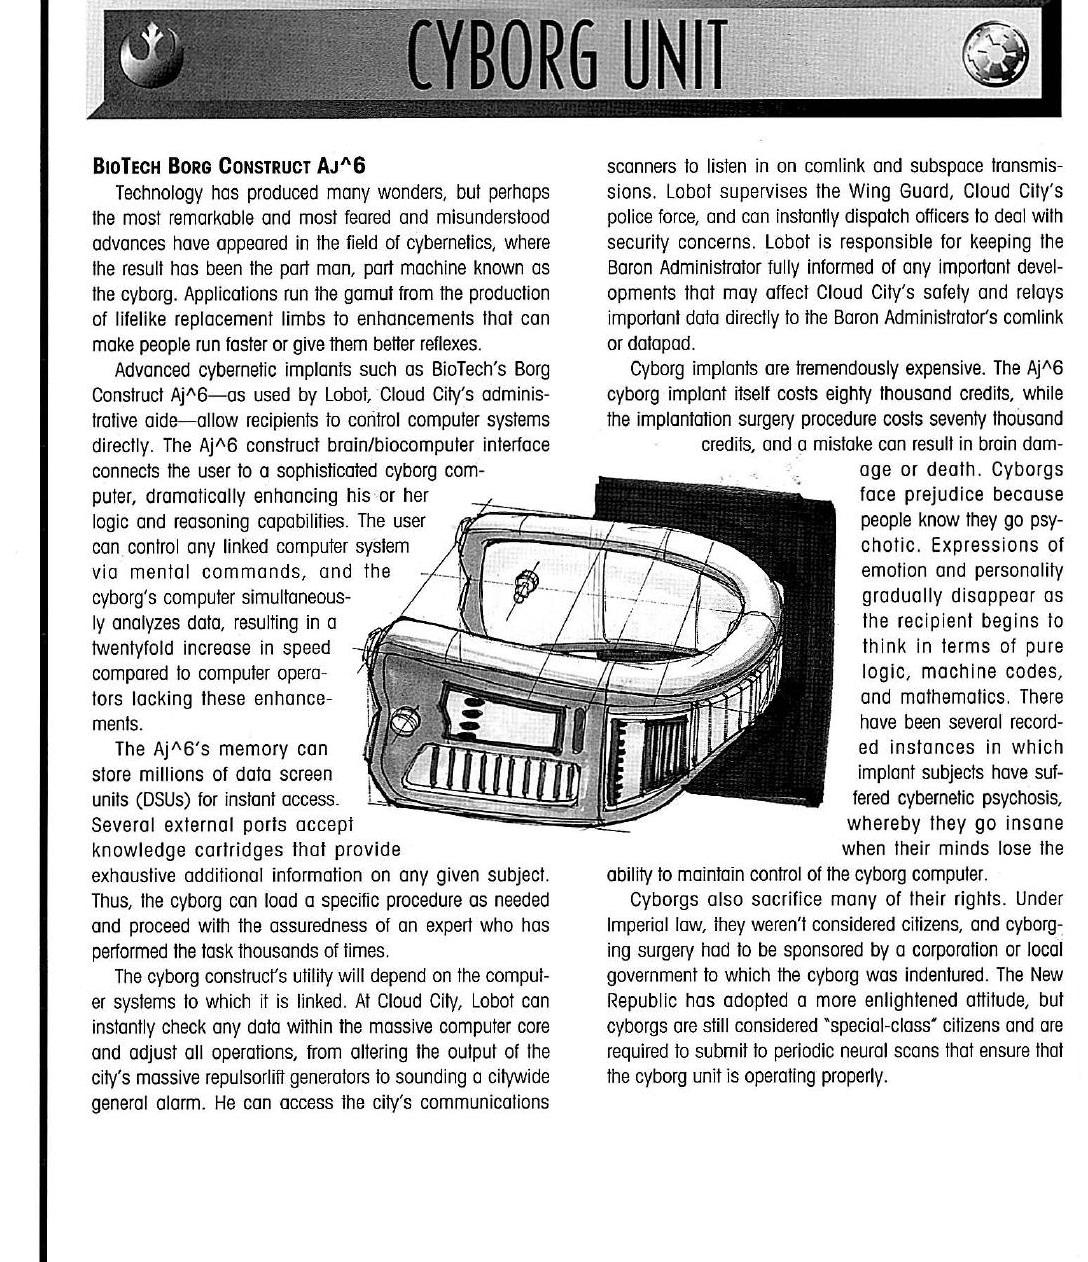 CYBORG UNIT
BIOTECH BORG CONSTRUCT AJ^6
Technology has produced many wonders, but perhaps
the most remarkable and most feared and misunderstood
advances have appeared in the field of cybernetics, where
the result has been the part man, part machine known as
the cyborg. Applications run the gamut from the production
of lifelike replacement limbs to enhancements that can
make people run faster or give them better reflexes.
Advanced cybernetic implants such as BioTech's Borg
Construct Aj^6—as used by Lobot, Cloud City's adminis-
trative aide—allow recipients to control computer systems
directly. The Aj^6 construct brain/biocomputer interface
connects the user to a sophisticated cyborg com-
puter, dramatically enhancing his or her
logic and reasoning capabilities. The user
can control any linked computer system
via mental commands, and the
cyborg's computer simultaneous-
ly analyzes data, resulting in a
twentyfold increase in speed
compared to computer opera-
tors lacking these enhance-
ments.
The Aj^6's memory can
store millions of data screen
units (DSUs) for instant access.
Several external ports accept
knowledge cartridges that provide
exhaustive additional information on any given subject.
Thus, the cyborg can load a specific procedure as needed
and proceed with the assuredness of an expert who has
performed the task thousands of times.
The cyborg construct's utility will depend on the comput-
er systems to which it is linked. At Cloud City, Lobot can
instantly check any data within the massive computer core
and adjust all operations, from altering the output of the
city's massive repulsorlift generators to sounding a citywide
general alarm. He can access the city's communications
scanners to listen in on comlink and subspace transmis-
sions. Lobot supervises the Wing Guard, Cloud City's
police force, and can instantly dispatch officers to deal with
security concerns. Lobot is responsible for keeping the
Baron Administrator fully informed of any important devel-
opments that may affect Cloud City's safety and relays
important data directly to the Baron Administrator's comlink
or datapad.
Cyborg implants are tremendously expensive. The Aj^6
cyborg implant itself costs eighty thousand credits, while
the implantation surgery procedure costs seventy thousand
credits, and a mistake can result in brain dam-
age or death. Cyborgs
face prejudice because
people know they go psy-
chotic. Expressions of
emotion and personality
gradually disappear as
the recipient begins to
think in terms of pure
logic, machine codes,
and mathematics. There
have been several record-
ed instances in which
implant subjects have suf-
fered cybernetic psychosis,
whereby they go insane
when their minds lose the
ability to maintain control of the cyborg computer.
Cyborgs also sacrifice many of their rights. Under
Imperial law, they weren't considered citizens, and cyborg-
ing surgery had to be sponsored by a corporation or local
government to which the cyborg was indentured. The New
Republic has adopted a more enlightened attitude, but
cyborgs are still considered "special-class" citizens and are
required to submit to periodic neural scans that ensure that
the cyborg unit is operating properly.